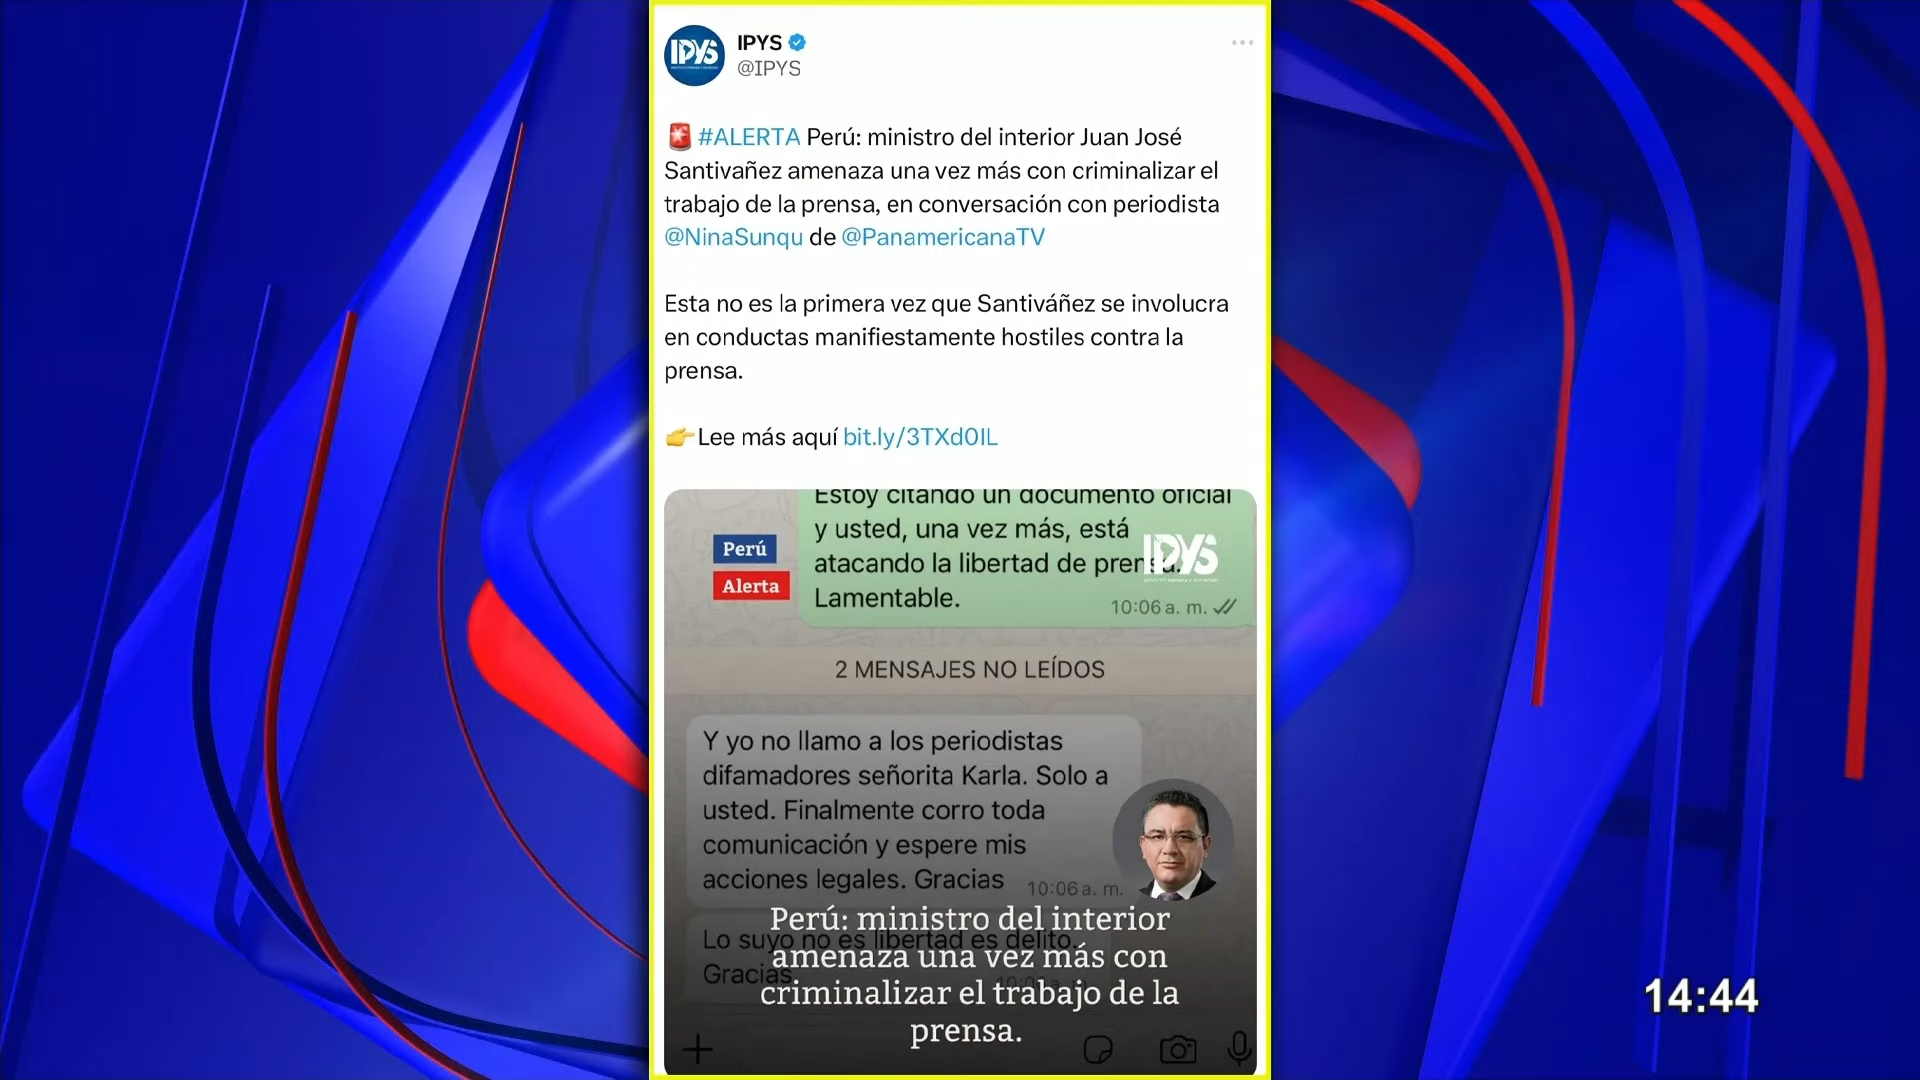 IPYS
IPYS
@IPYS
#ALERTA Perú: ministro del interior Juan José
Santivañez amenaza una vez más con criminalizar el
trabajo de la prensa, en conversación con periodista
@NinaSunqu de @PanamericanaTV
Esta no es la primera vez que Santiváñez se involucra
en conductas manifiestamente hostiles contra la
prensa.
Lee más aquí bit.ly/3TXd0IL
Estoy citando un documento oficial
y usted, una vez más, está
atacando la libertad de prensa.
Lamentable.
10:06 a. m.
Perú
Alerta
IPYS
2 MENSAJES NO LEÍDOS
Y yo no llamo a los periodistas
difamadores señorita Karla. Solo a
usted. Finalmente corro toda
comunicación y espere mis
acciones legales. Gracias
10:06 a. m.
Lo suyo no es libertad es delito.
Gracias.
Perú: ministro del interior
amenaza una vez más con
criminalizar el trabajo de la
prensa.
14:44